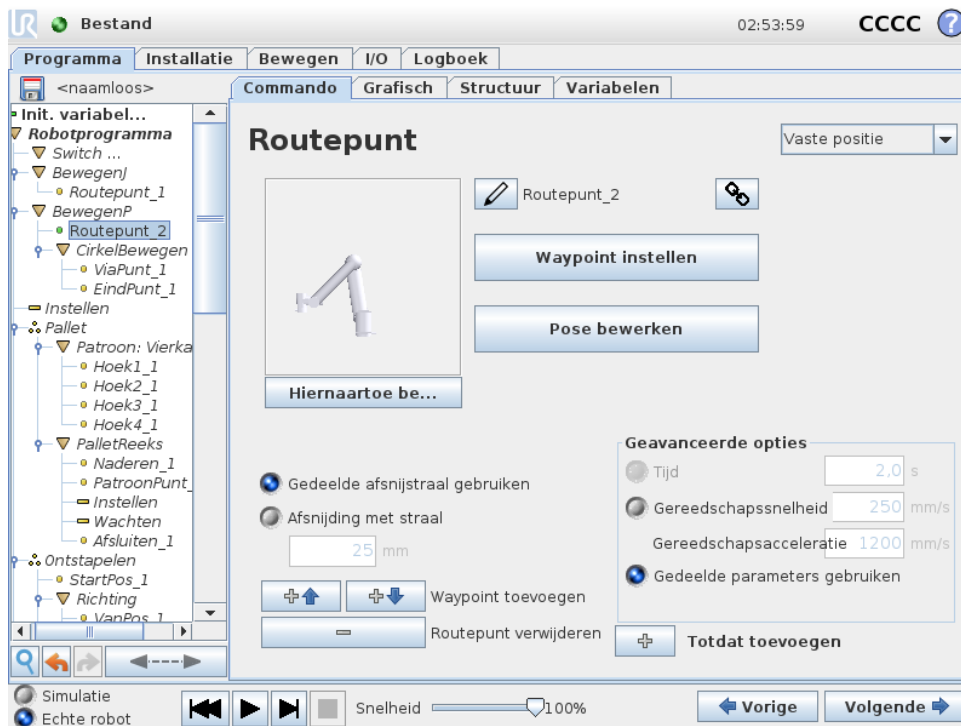 UR Bestand 02:53:59 CCCC ?
Programma Installatie Bewegen I/O Logboek
<naamloos>
Commando Grafisch Structuur Variabelen
Init. variabel...
Robotprogramma
Switch ...
BewegenJ
Routepunt_1
BewegenP
Routepunt_2
CirkelBewegen
ViaPunt_1
EindPunt_1
Instellen
Pallet
Patroon: Vierka
Hoek1_1
Hoek2_1
Hoek3_1
Hoek4_1
PalletReeks
Naderen_1
PatroonPunt_
Instellen
Wachten
Afsluiten_1
Ontstapelen
StartPos_1
Richting
VanPos_1
Routepunt
Vaste positie
Routepunt_2
Waypoint instellen
Pose bewerken
Hiernaartoe be...
Gedeelde afsnijstraal gebruiken
Afsnijding met straal
25 mm
Waypoint toevoegen
Routepunt verwijderen
Geavanceerde opties
Tijd 2,0 s
Gereedschapssnelheid 250 mm/s
Gereedschapsacceleratie 1200 mm/s
Gedeelde parameters gebruiken
Totdat toevoegen
Simulatie
Echte robot
Snelheid 100%
Vorige Volgende